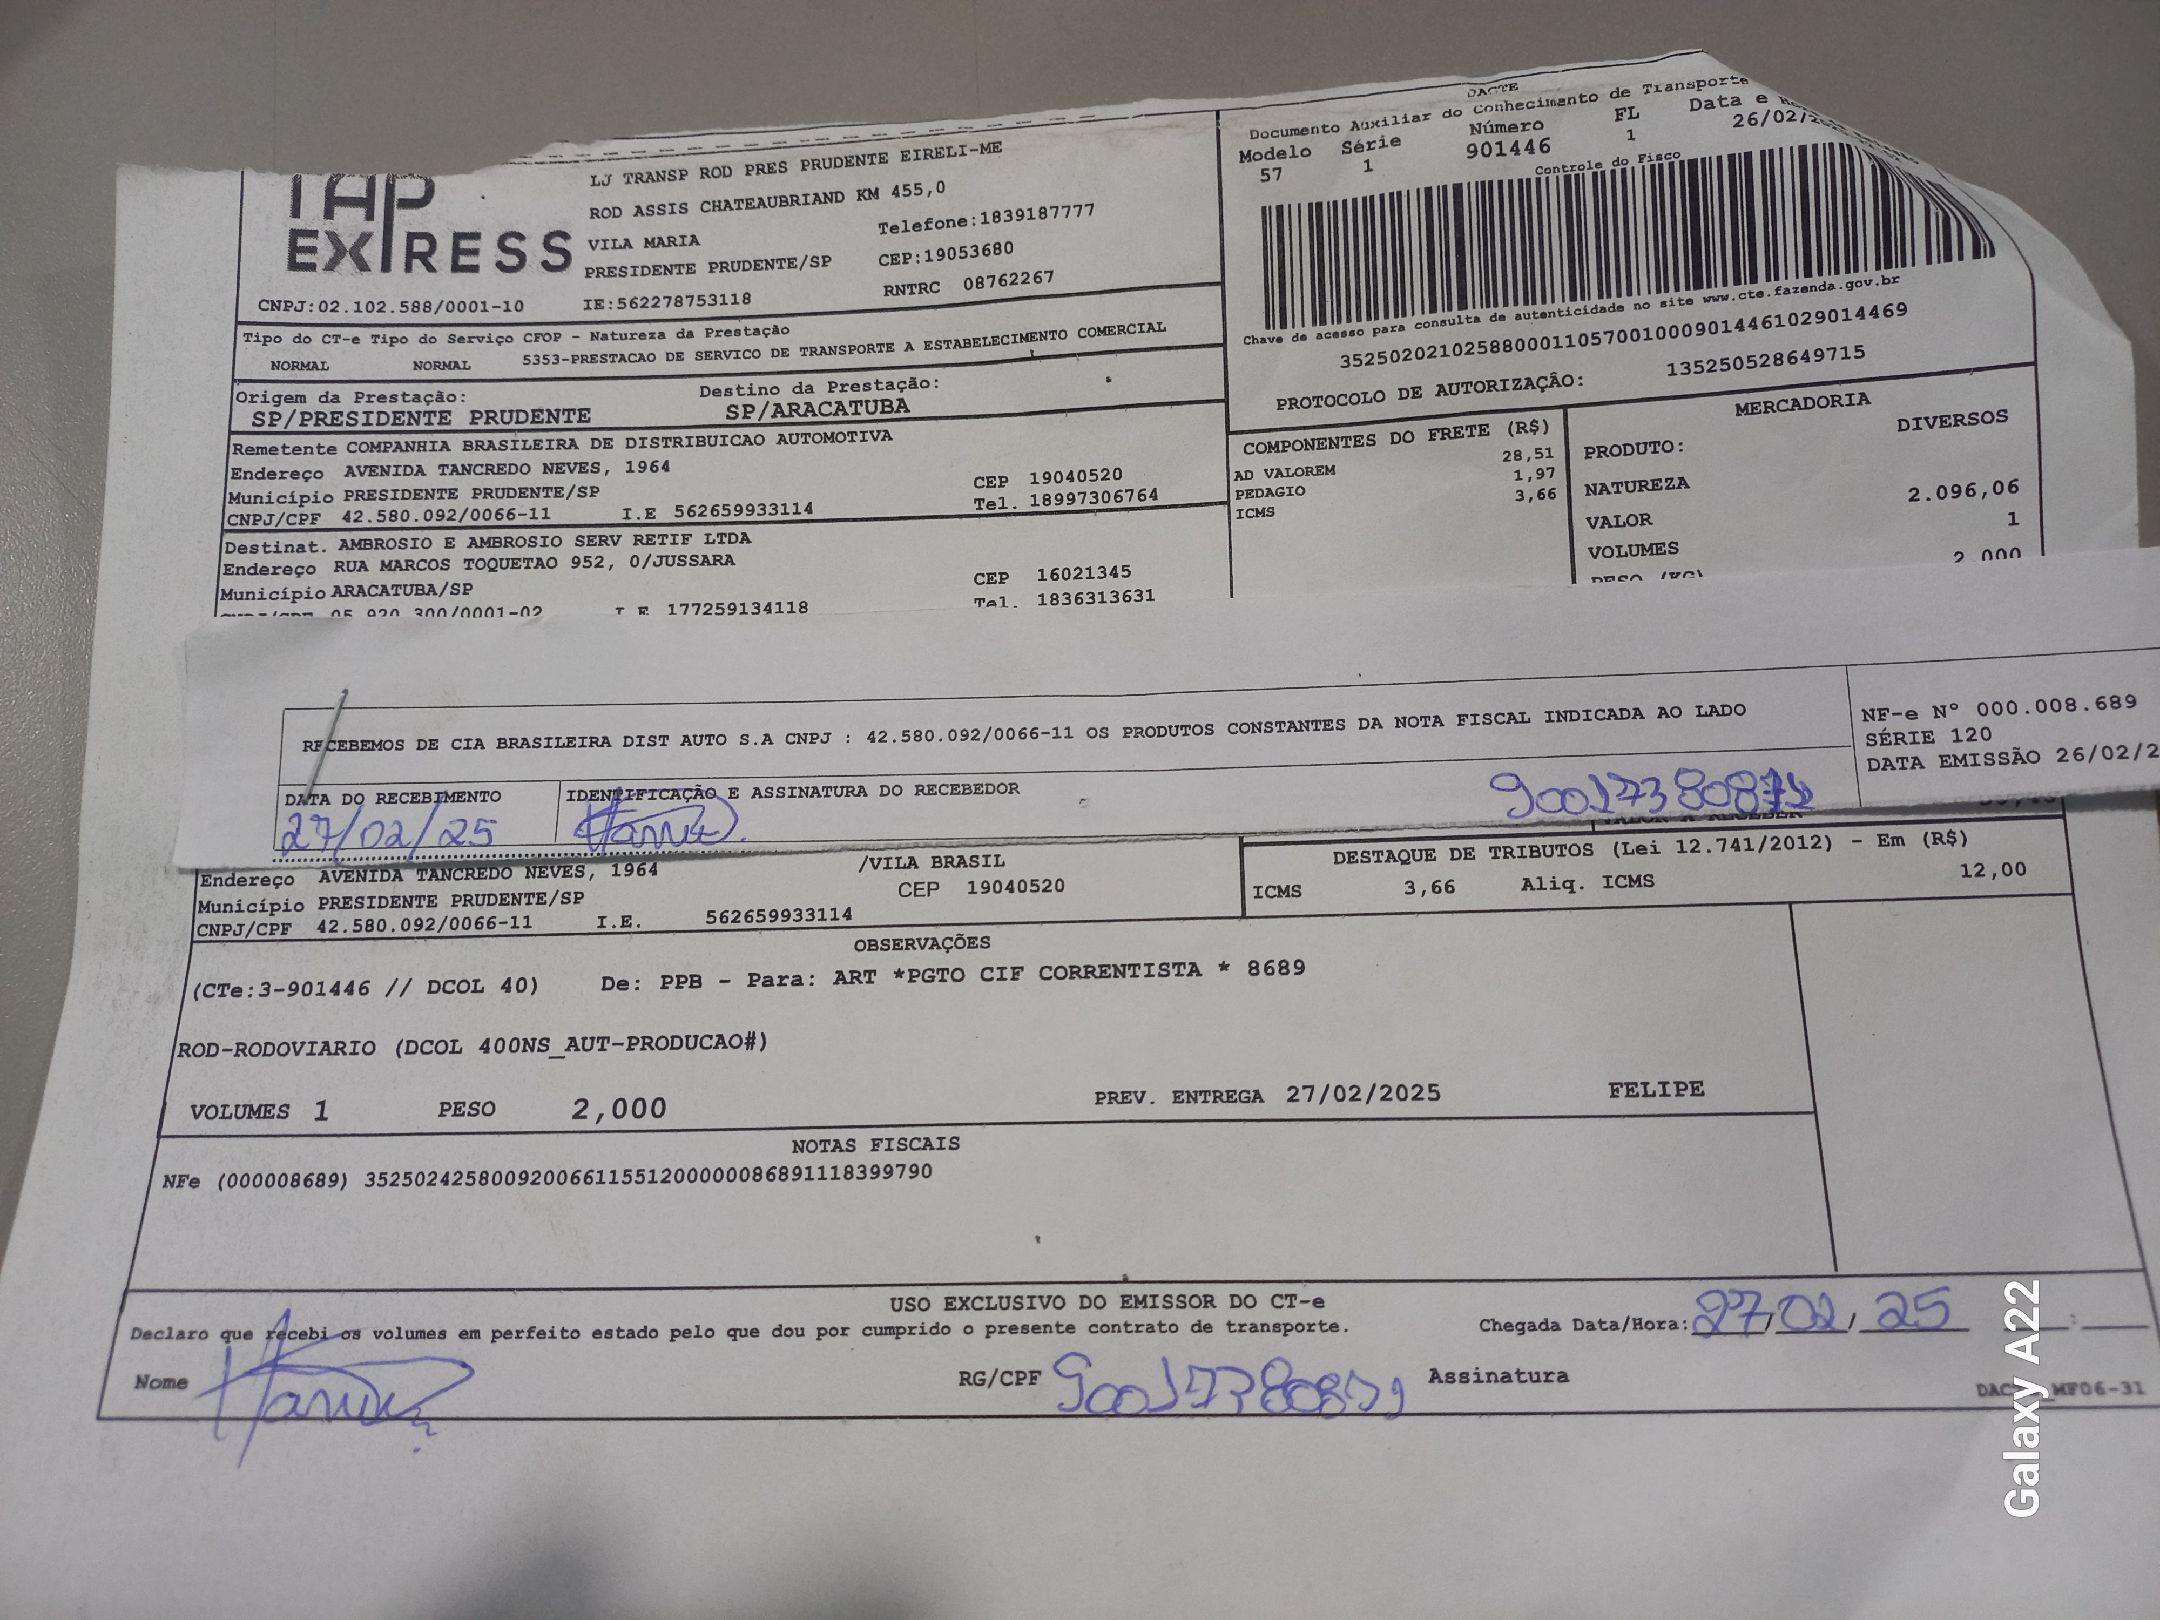 TAP
EXPRESS
CNPJ:02.102.588/0001-10
LJ TRANSP ROD PRES PRUDENTE EIRELI-ME
ROD ASSIS CHATEAUBRIAND KM 455,0
VILA MARIA Telefone:1839187777
PRESIDENTE PRUDENTE/SP CEP:19053680
IE:562278753118 RNTRC 08762267
DACTE
Documento Auxiliar do Conhecimento de Transporte
Modelo Série Número FL Data e
57 1 901446 1 26/02/
Controle do Fisco
Chave de acesso para consulta de autenticidade no site www.cte.fazenda.gov.br
35250202102588000110570010009014461029014469
PROTOCOLO DE AUTORIZAÇÃO: 135250528649715
Tipo do CT-e Tipo do Serviço CFOP - Natureza da Prestação
NORMAL NORMAL 5353-PRESTACAO DE SERVICO DE TRANSPORTE A ESTABELECIMENTO COMERCIAL
Origem da Prestação: Destino da Prestação:
SP/PRESIDENTE PRUDENTE SP/ARACATUBA
Remetente COMPANHIA BRASILEIRA DE DISTRIBUICAO AUTOMOTIVA
Endereço AVENIDA TANCREDO NEVES, 1964
Município PRESIDENTE PRUDENTE/SP CEP 19040520
CNPJ/CPF 42.580.092/0066-11 I.E 562659933114 Tel. 18997306764
Destinat. AMBROSIO E AMBROSIO SERV RETIF LTDA
Endereço RUA MARCOS TOQUETAO 952, 0/JUSSARA
Município ARACATUBA/SP CEP 16021345
05.920.300/0001-02 I E 177259134118 Tel. 1836313631
COMPONENTES DO FRETE (R$)
28,51
AD VALOREM 1,97
PEDAGIO 3,66
ICMS
MERCADORIA
PRODUTO: DIVERSOS
NATUREZA
VALOR 2.096,06
VOLUMES 1
PESO (KG) 2,000
RECEBEMOS DE CIA BRASILEIRA DIST AUTO S.A CNPJ : 42.580.092/0066-11 OS PRODUTOS CONSTANTES DA NOTA FISCAL INDICADA AO LADO
NF-e Nº 000.008.689
SÉRIE 120
DATA EMISSÃO 26/02/2
DATA DO RECEBIMENTO IDENTIFICAÇÃO E ASSINATURA DO RECEBEDOR
27/02/25
VALOR A RECEBER
Endereço AVENIDA TANCREDO NEVES, 1964 /VILA BRASIL
Município PRESIDENTE PRUDENTE/SP CEP 19040520
CNPJ/CPF 42.580.092/0066-11 I.E. 562659933114
DESTAQUE DE TRIBUTOS (Lei 12.741/2012) - Em (R$)
ICMS 3,66 Aliq. ICMS 12,00
OBSERVAÇÕES
(CTe:3-901446 // DCOL 40) De: PPB - Para: ART *PGTO CIF CORRENTISTA * 8689
ROD-RODOVIARIO (DCOL 400NS_AUT-PRODUCAO#)
VOLUMES 1 PESO 2,000 PREV. ENTREGA 27/02/2025 FELIPE
NOTAS FISCAIS
NFe (000008689) 35250242580092006611551200000086891118399790
USO EXCLUSIVO DO EMISSOR DO CT-e
Declaro que recebi os volumes em perfeito estado pelo que dou por cumprido o presente contrato de transporte. Chegada Data/Hora: 27/02/25 :
Nome RG/CPF Assinatura
MF06-31
Galaxy A22